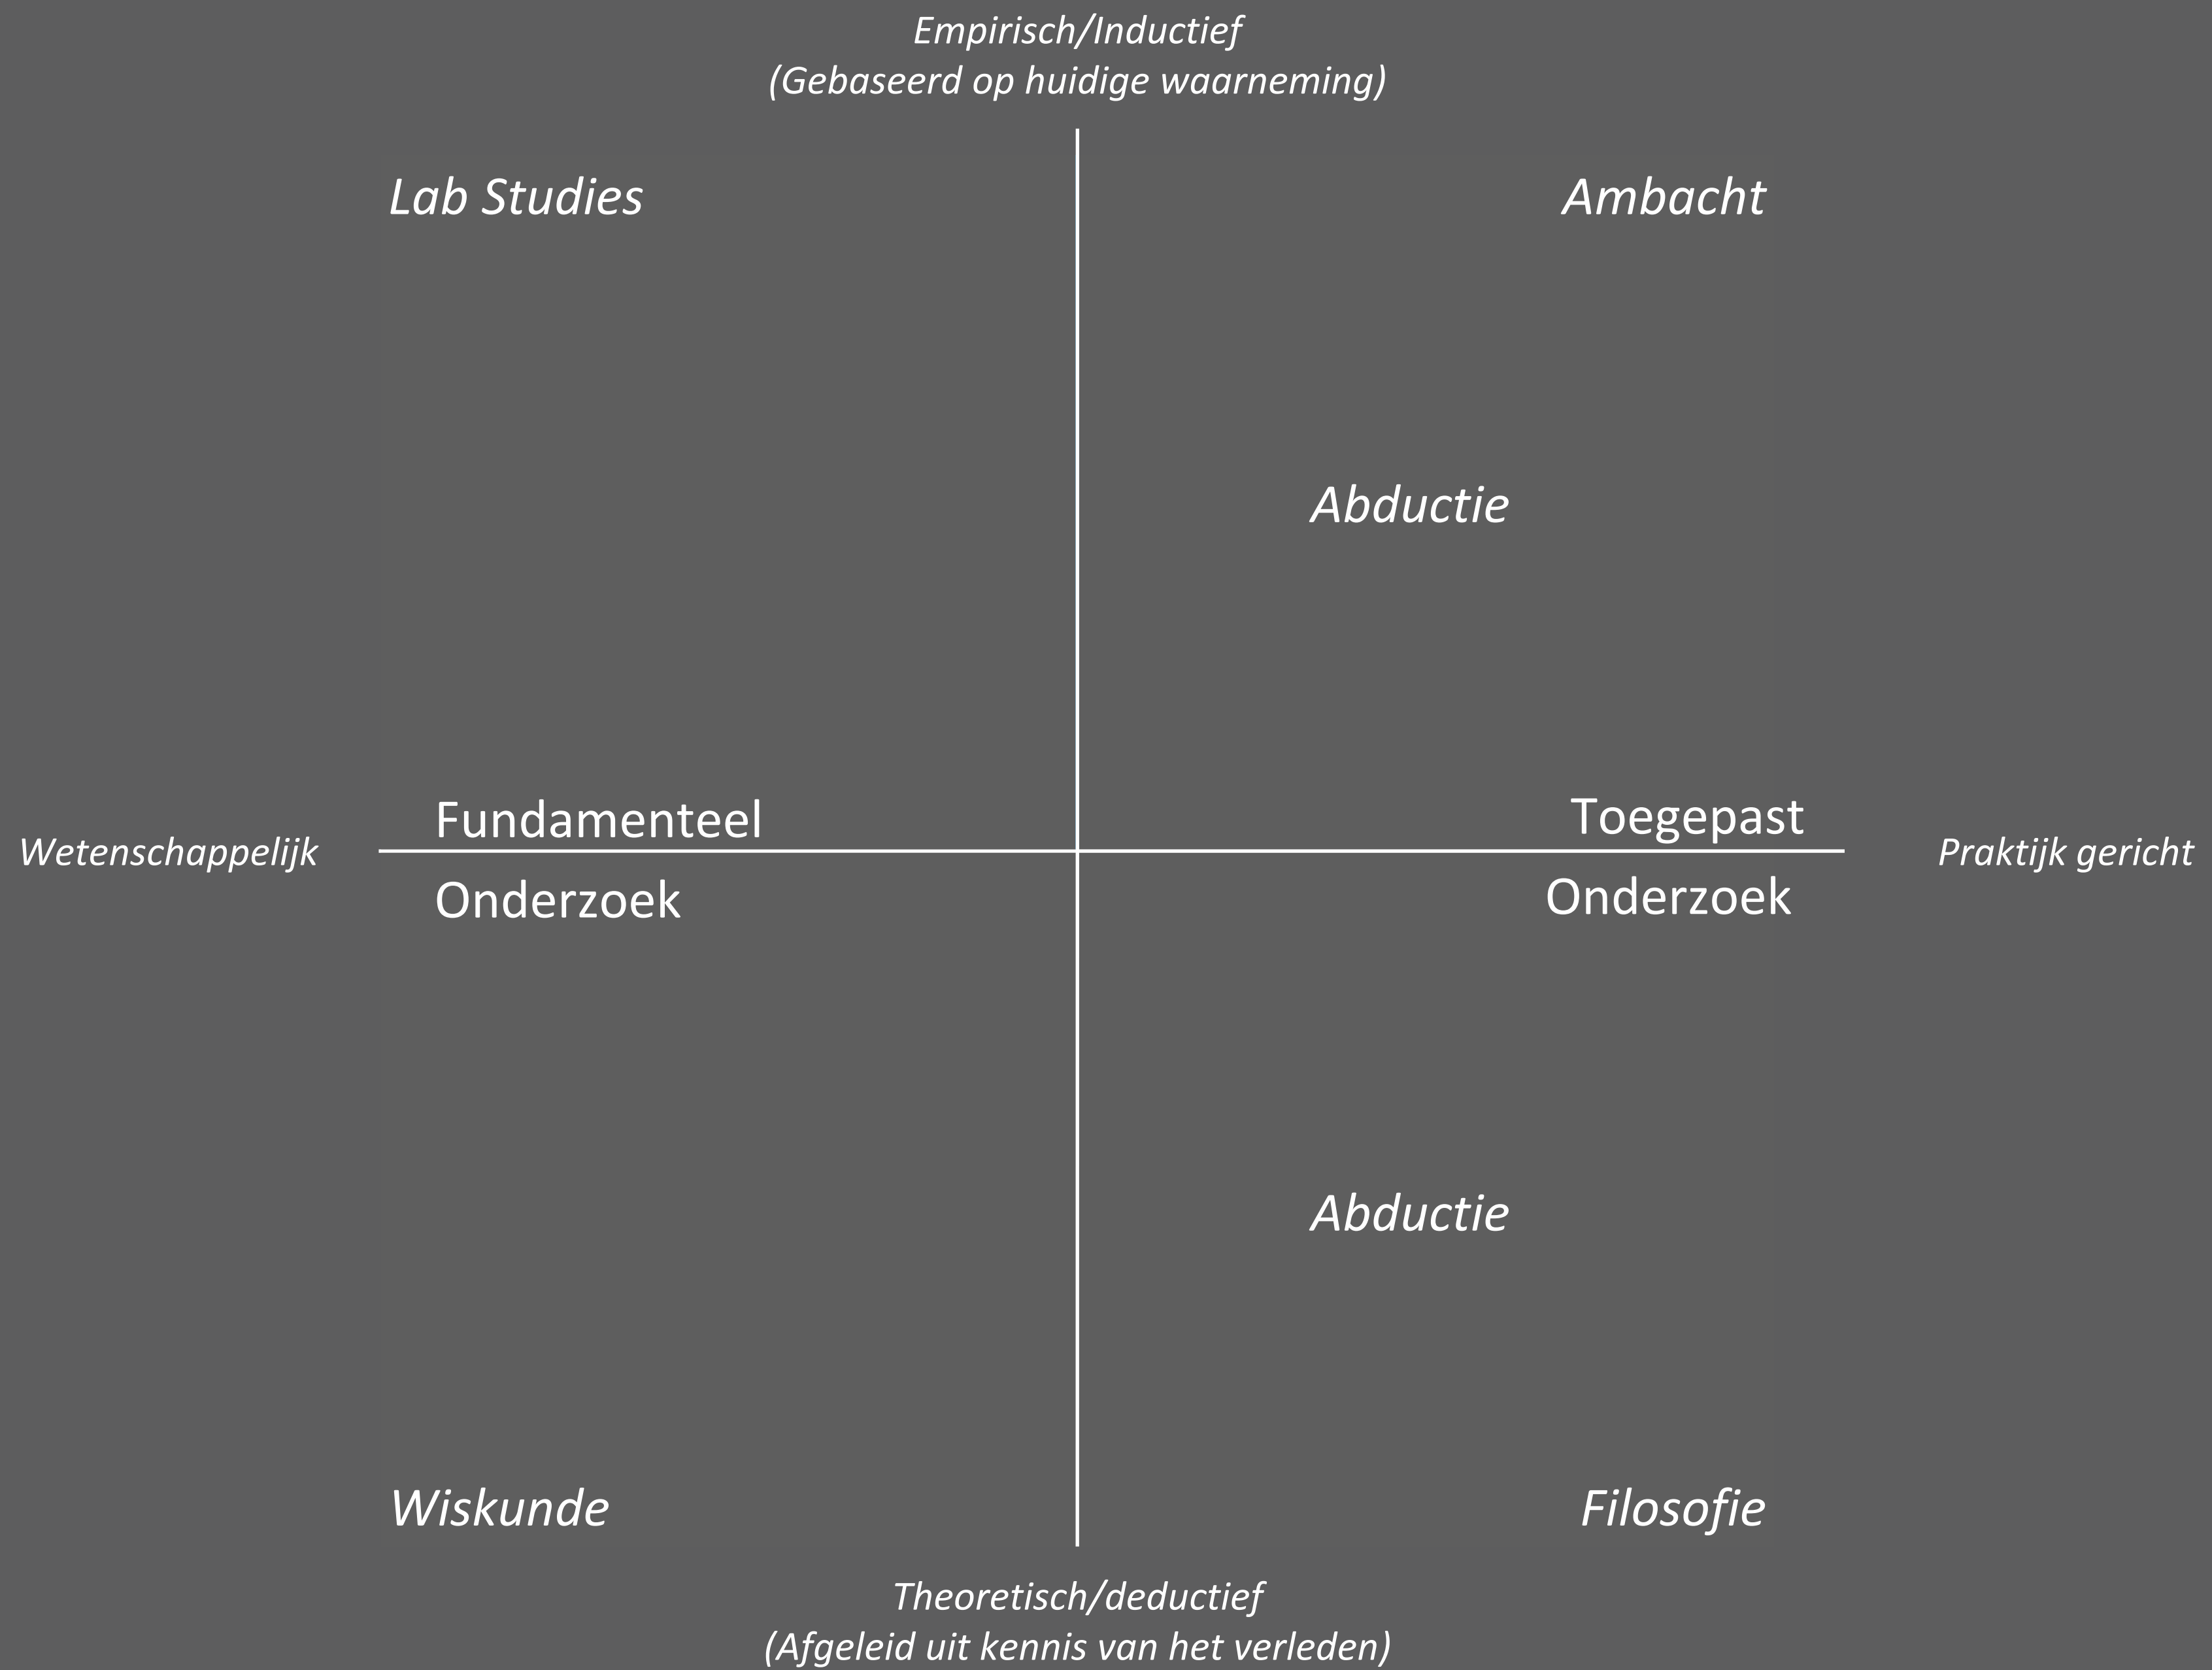 Empirisch/Inductief
(Gebaseerd op huidige waarneming)
Lab Studies
Ambacht
Abductie
Fundamenteel
Toegepast
Wetenschappelijk
Praktijk gericht
Onderzoek
Onderzoek
Abductie
Wiskunde
Filosofie
Theoretisch/deductief
(Afgeleid uit kennis van het verleden)